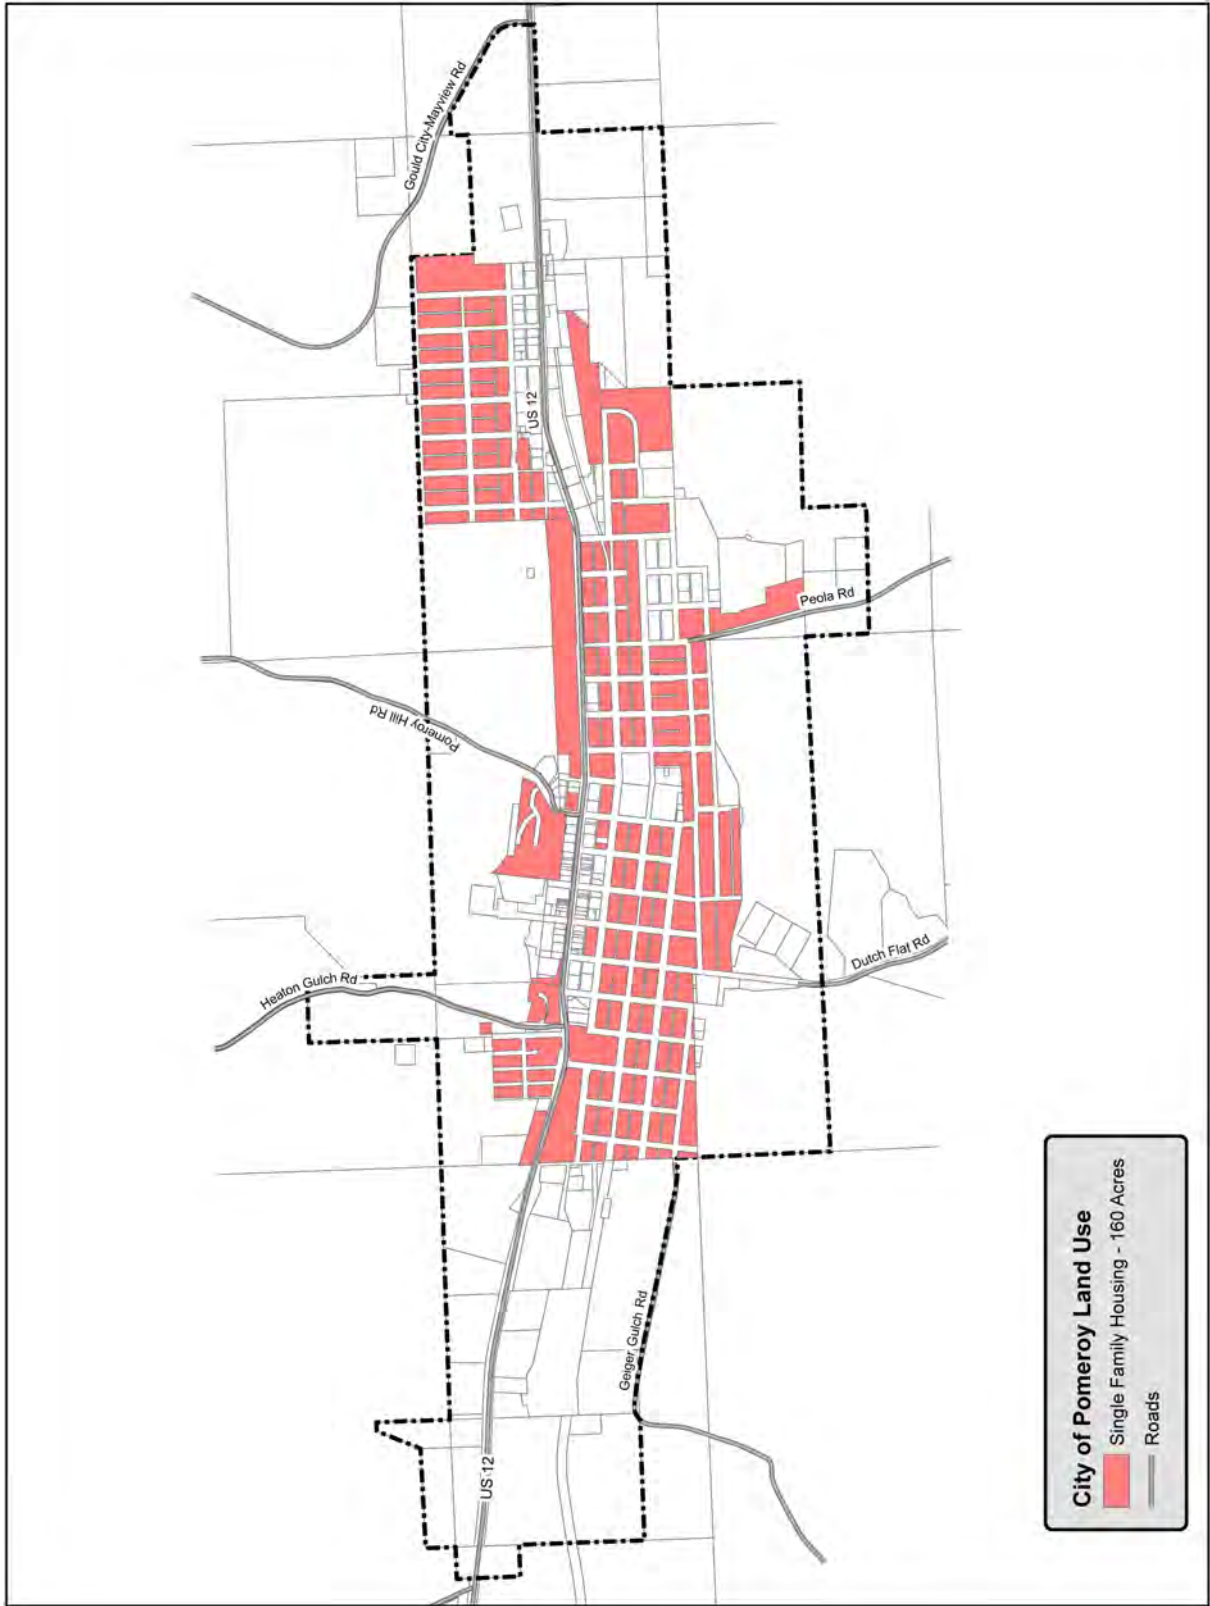 Gould City-Mayview Rd
US 12
Peola Rd
Pomeroy Hill Rd
Heaton Gulch Rd
Dutch Flat Rd
Geiger Gulch Rd
US 12
City of Pomeroy Land Use
Single Family Housing - 160 Acres
Roads